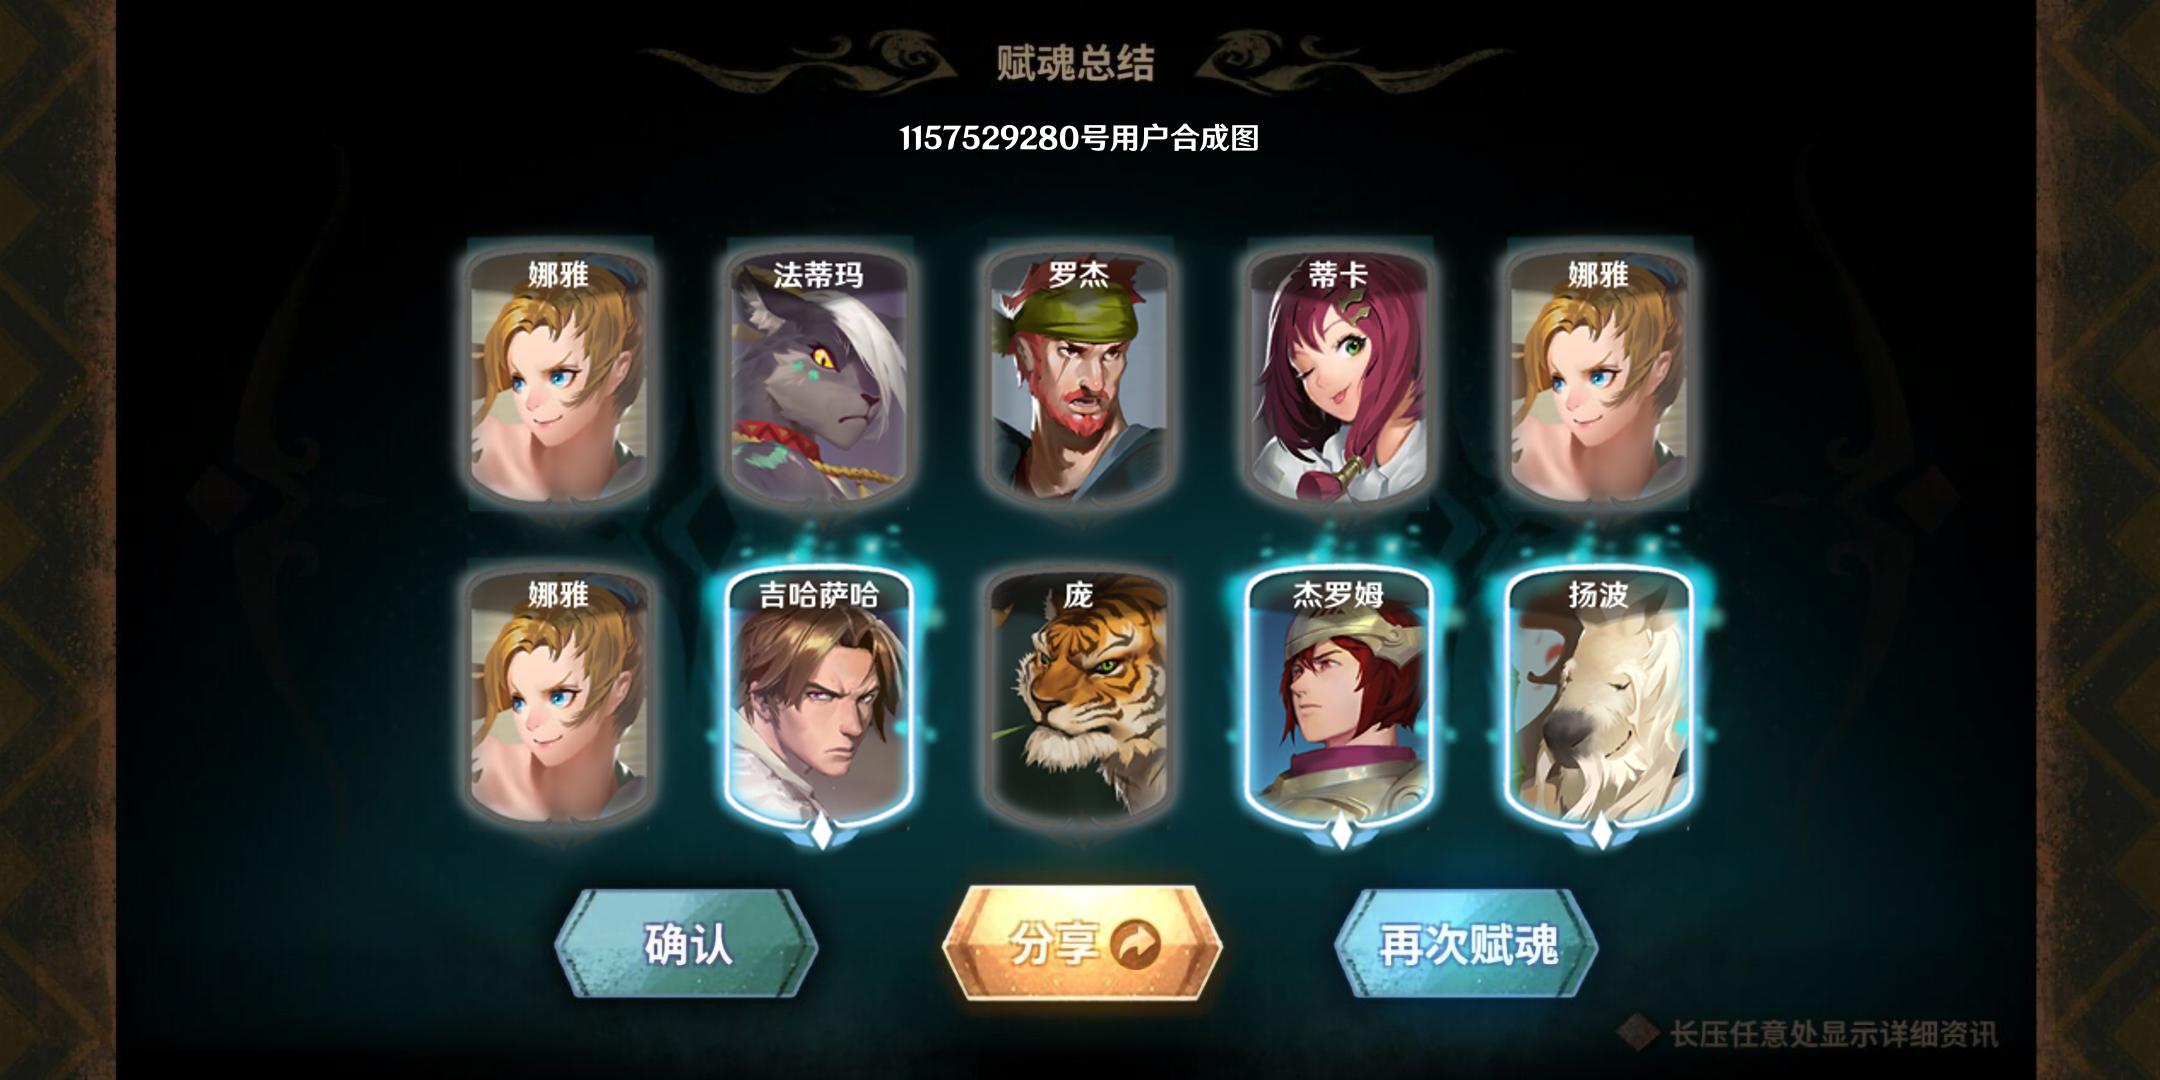 赋魂总结
1157529280号用户合成图
娜雅
法蒂玛
罗杰
蒂卡
娜雅
娜雅
吉哈萨哈
庞
杰罗姆
扬波
确认
分享
再次赋魂
长压任意处显示详细资讯